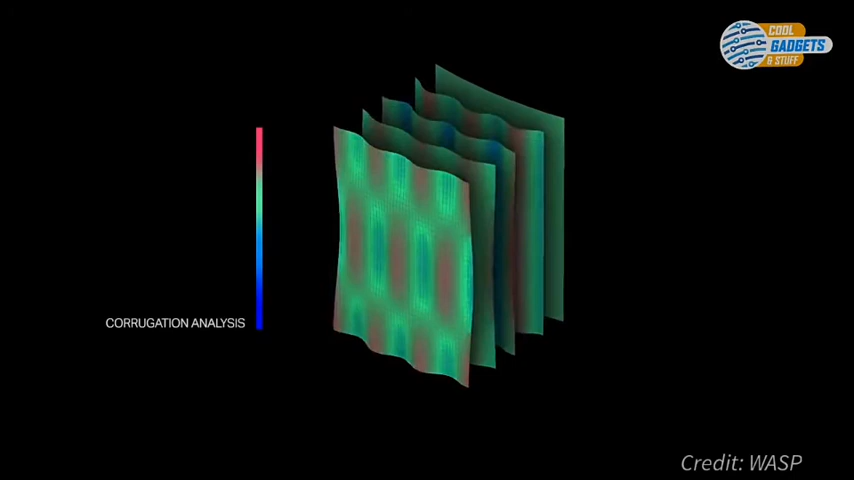 COOL
GADGETS
& STUFF
CORRUGATION ANALYSIS
Credit: WASP